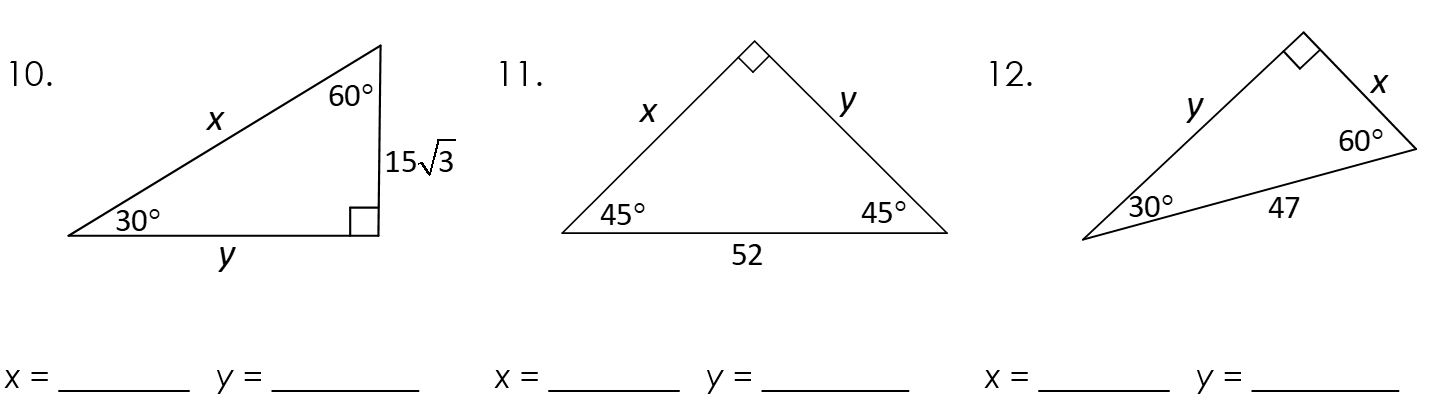 10.
60°
x
15√3
30°
y
x = ________ y = _________
11.
x
y
45°
45°
52
x = ________ y = _________
12.
y
x
60°
30°
47
x = ________ y = _________